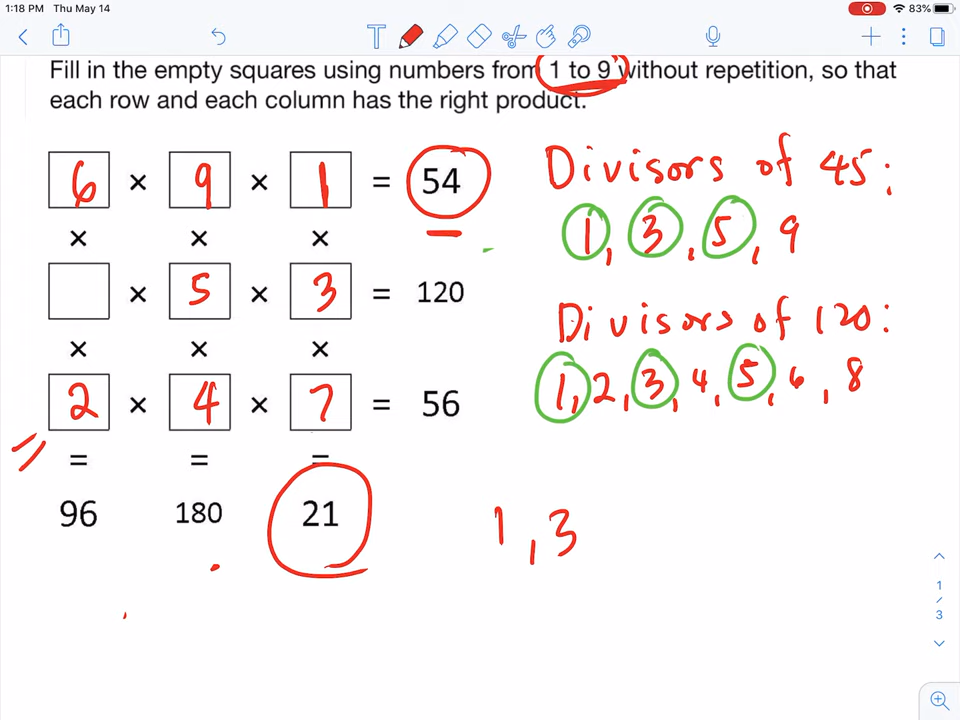 1:18 PM Thu May 14 83%
Fill in the empty squares using numbers from 1 to 9 without repetition, so that
each row and each column has the right product.
6 × 9 × 1 = 54
× × ×
5 × 3 = 120
× × ×
2 × 4 × 7 = 56
= = =
96 180 21
Divisors of 45:
1, 3, 5, 9
Divisors of 120:
1, 2, 3, 4, 5, 6, 8
1, 3
1
/
3